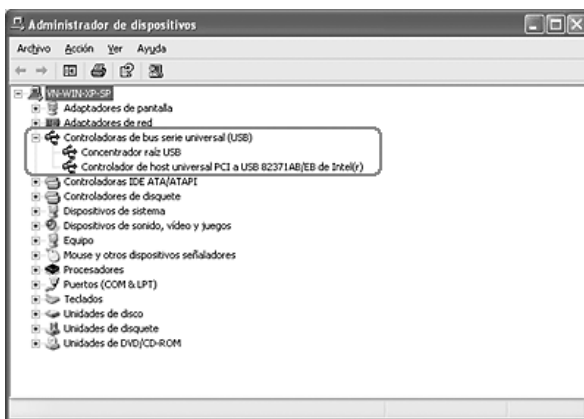 Administrador de dispositivos
Archivo Acción Ver Ayuda
VN-WIN-XP-SP
Adaptadores de pantalla
Adaptadores de red
Controladoras de bus serie universal (USB)
Concentrador raíz USB
Controlador de host universal PCI a USB 82371AB/EB de Intel(r)
Controladoras IDE ATA/ATAPI
Controladores de disquete
Dispositivos de sistema
Dispositivos de sonido, vídeo y juegos
Equipo
Mouse y otros dispositivos señaladores
Procesadores
Puertos (COM & LPT)
Teclados
Unidades de disco
Unidades de disquete
Unidades de DVD/CD-ROM